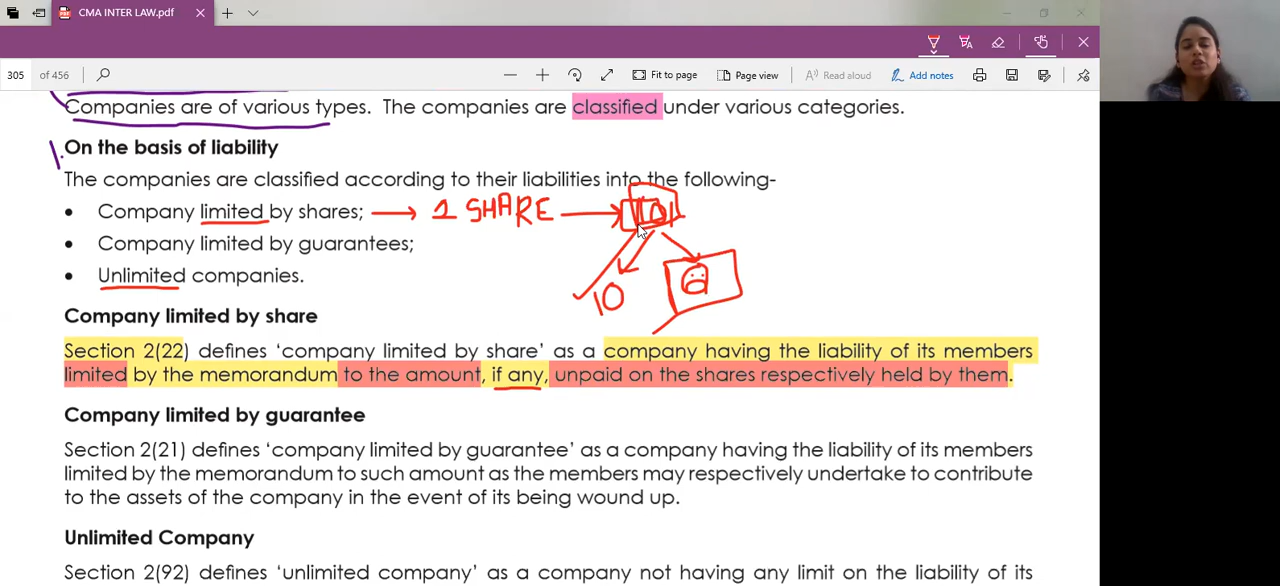 CMA INTER LAW.pdf
305 of 456
Fit to page
Page view
Read aloud
Add notes
Companies are of various types. The companies are classified under various categories.
1. On the basis of liability
The companies are classified according to their liabilities into the following-
• Company limited by shares; → 1 SHARE →
• Company limited by guarantees;
• Unlimited companies.
10
Company limited by share
Section 2(22) defines ‘company limited by share’ as a company having the liability of its members
limited by the memorandum to the amount, if any, unpaid on the shares respectively held by them.
Company limited by guarantee
Section 2(21) defines ‘company limited by guarantee’ as a company having the liability of its members
limited by the memorandum to such amount as the members may respectively undertake to contribute
to the assets of the company in the event of its being wound up.
Unlimited Company
Section 2(92) defines ‘unlimited company’ as a company not having any limit on the liability of its